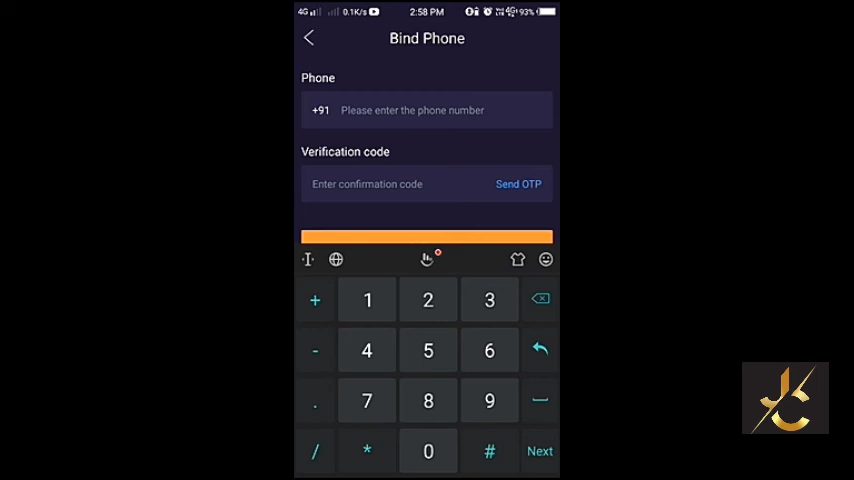 4G 0.1K/s 2:58 PM 4G+ 93%
Bind Phone
Phone
+91 Please enter the phone number
Verification code
Enter confirmation code Send OTP
+ 1 2 3
- 4 5 6
. 7 8 9
/ * 0 # Next